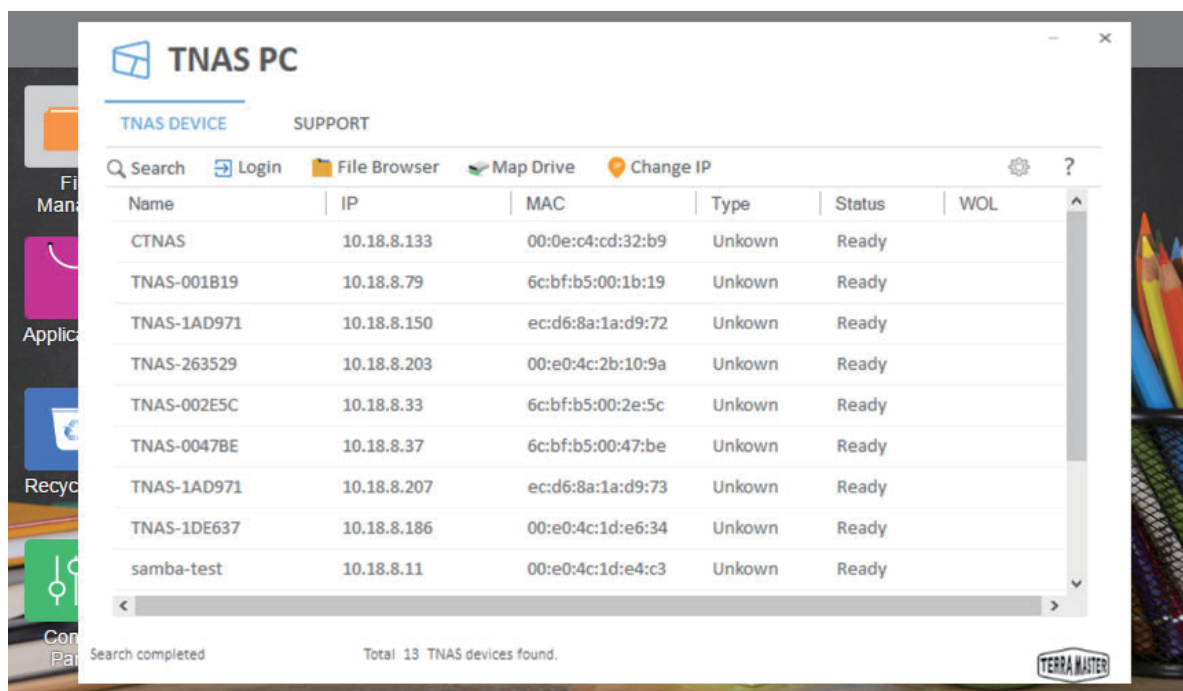 TNAS PC
TNAS DEVICE SUPPORT
Search Login File Browser Map Drive Change IP ?
Name IP MAC Type Status WOL
CTNAS 10.18.8.133 00:0e:c4:cd:32:b9 Unkown Ready
TNAS-001B19 10.18.8.79 6c:bf:b5:00:1b:19 Unkown Ready
TNAS-1AD971 10.18.8.150 ec:d6:8a:1a:d9:72 Unkown Ready
TNAS-263529 10.18.8.203 00:e0:4c:2b:10:9a Unkown Ready
TNAS-002E5C 10.18.8.33 6c:bf:b5:00:2e:5c Unkown Ready
TNAS-0047BE 10.18.8.37 6c:bf:b5:00:47:be Unkown Ready
TNAS-1AD971 10.18.8.207 ec:d6:8a:1a:d9:73 Unkown Ready
TNAS-1DE637 10.18.8.186 00:e0:4c:1d:e6:34 Unkown Ready
samba-test 10.18.8.11 00:e0:4c:1d:e4:c3 Unkown Ready
Search completed Total 13 TNAS devices found.
TERRA MASTER
Fi
Mana
Applica
Recyc
Con
Pa